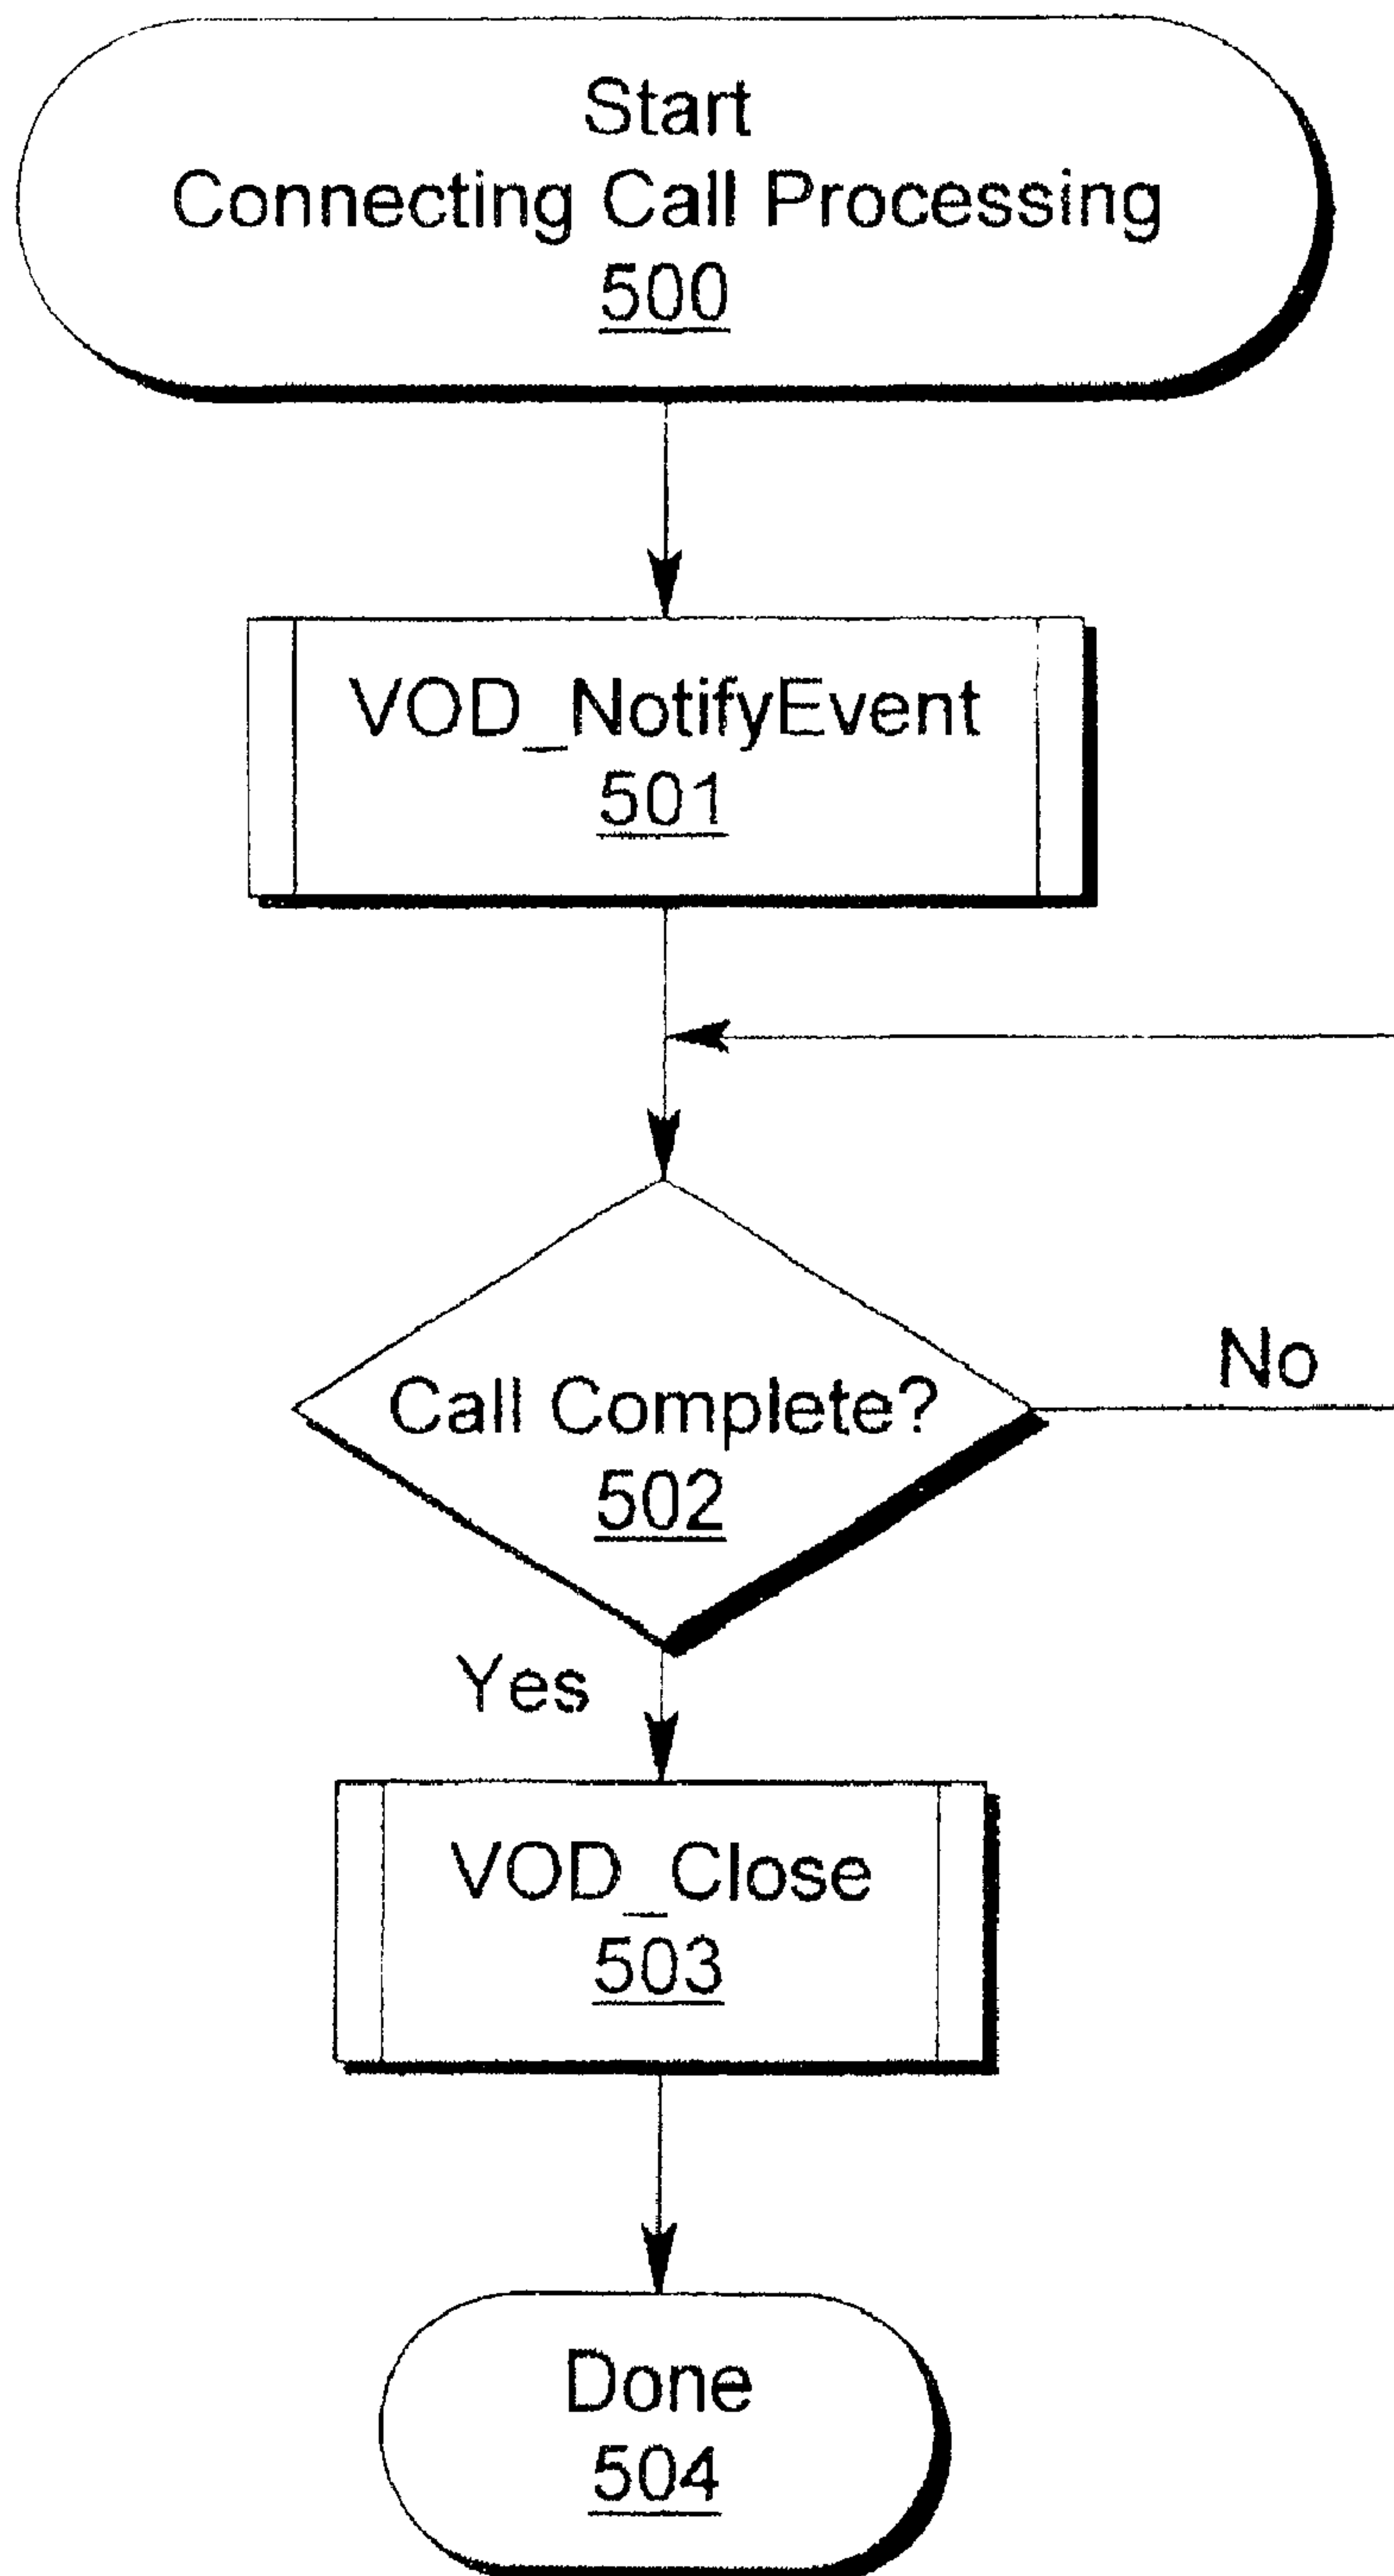 Start
Connecting Call Processing
500
VOD_NotifyEvent
501
Call Complete?
502
No
Yes
VOD_Close
503
Done
504